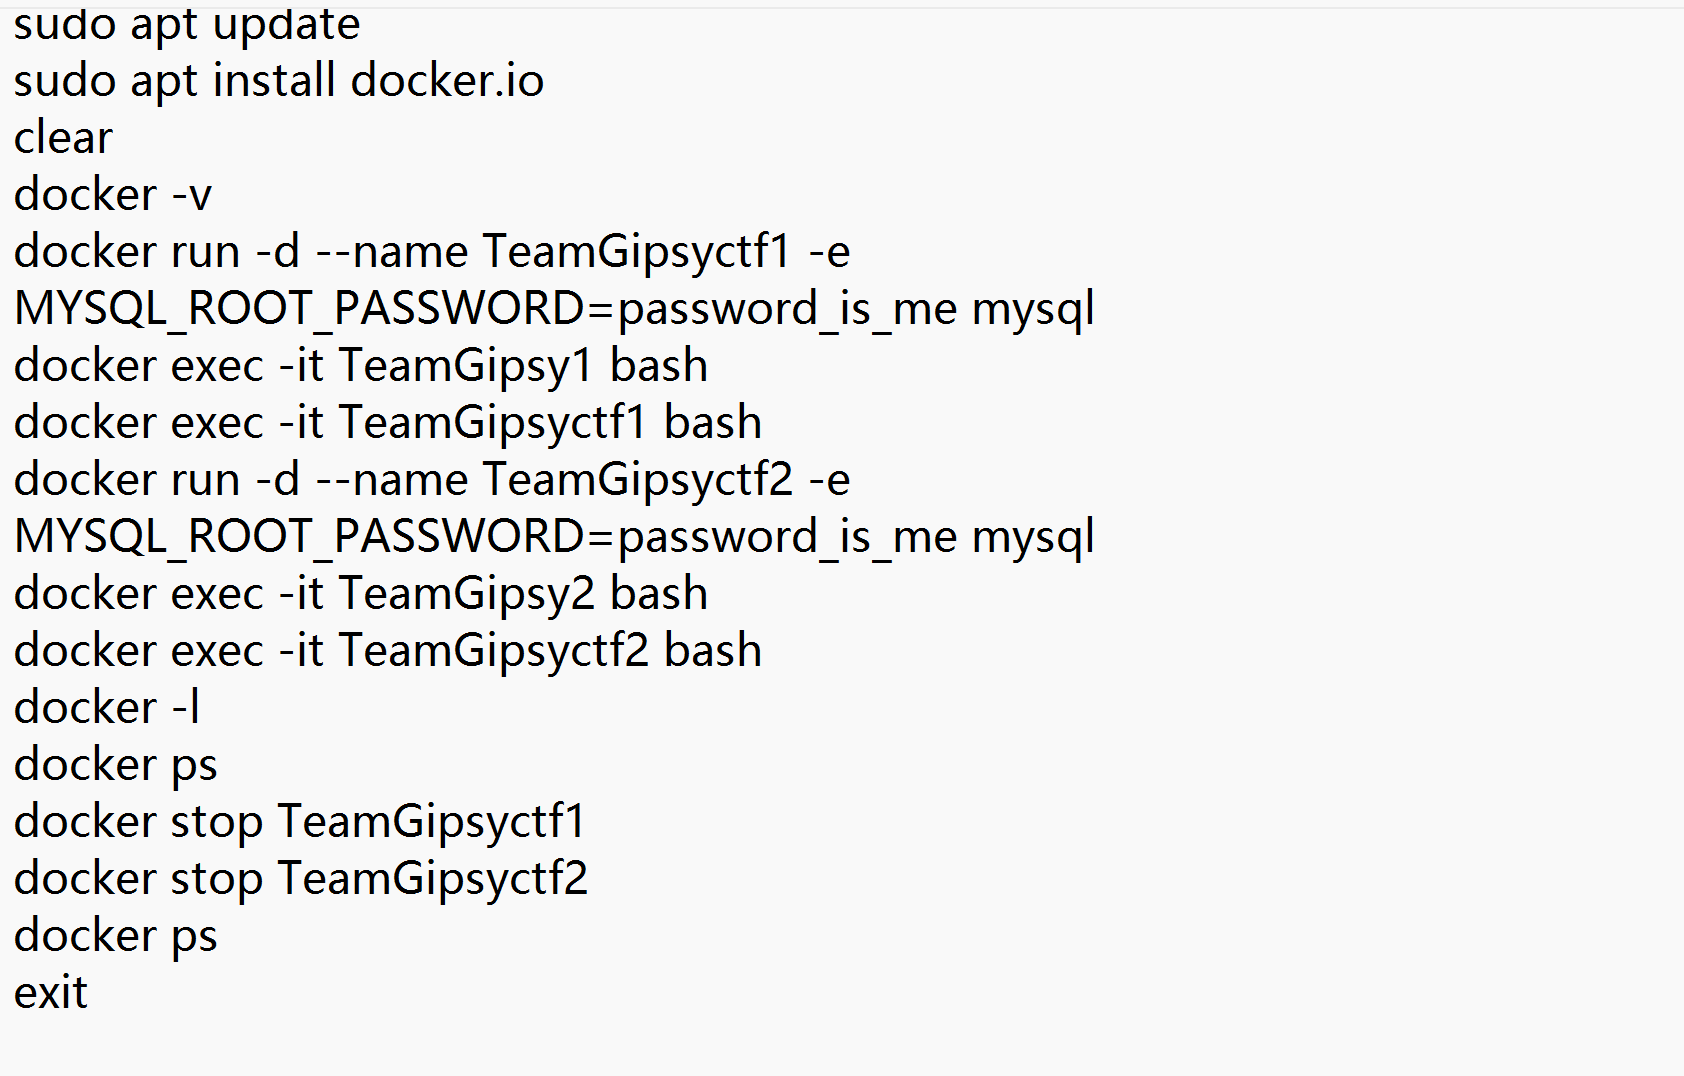 sudo apt update
sudo apt install docker.io
clear
docker -v
docker run -d --name TeamGipsyctf1 -e
MYSQL_ROOT_PASSWORD=password_is_me mysql
docker exec -it TeamGipsy1 bash
docker exec -it TeamGipsyctf1 bash
docker run -d --name TeamGipsyctf2 -e
MYSQL_ROOT_PASSWORD=password_is_me mysql
docker exec -it TeamGipsy2 bash
docker exec -it TeamGipsyctf2 bash
docker -l
docker ps
docker stop TeamGipsyctf1
docker stop TeamGipsyctf2
docker ps
exit